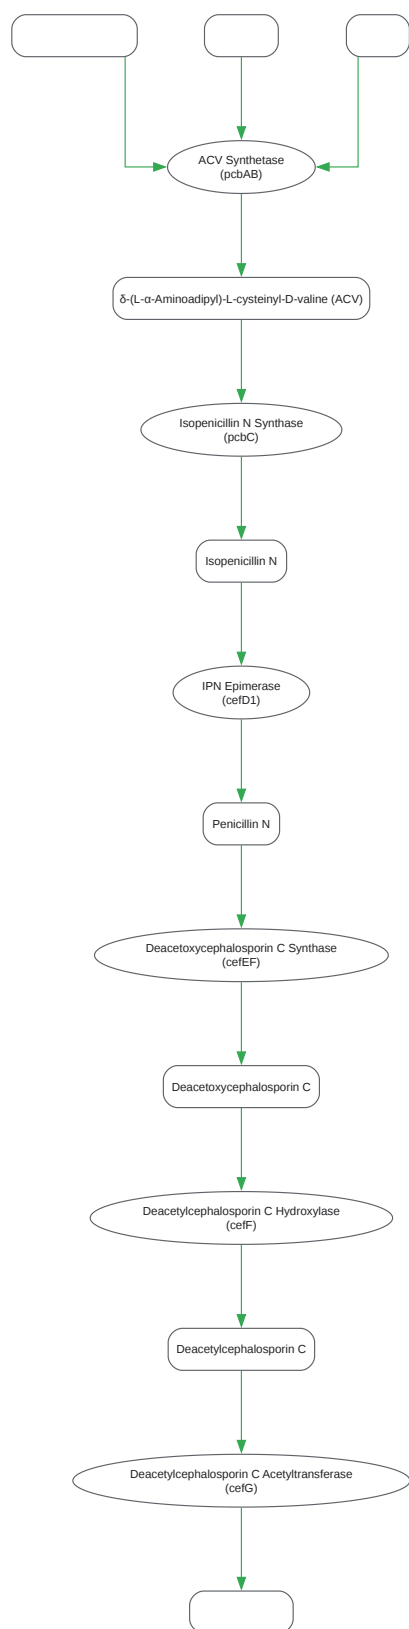 ACV Synthetase
(pcbAB)
δ-(L-α-Aminoadipyl)-L-cysteinyl-D-valine (ACV)
Isopenicillin N Synthase
(pcbC)
Isopenicillin N
IPN Epimerase
(cefD1)
Penicillin N
Deacetoxycephalosporin C Synthase
(cefEF)
Deacetoxycephalosporin C
Deacetylcephalosporin C Hydroxylase
(cefF)
Deacetylcephalosporin C
Deacetylcephalosporin C Acetyltransferase
(cefG)